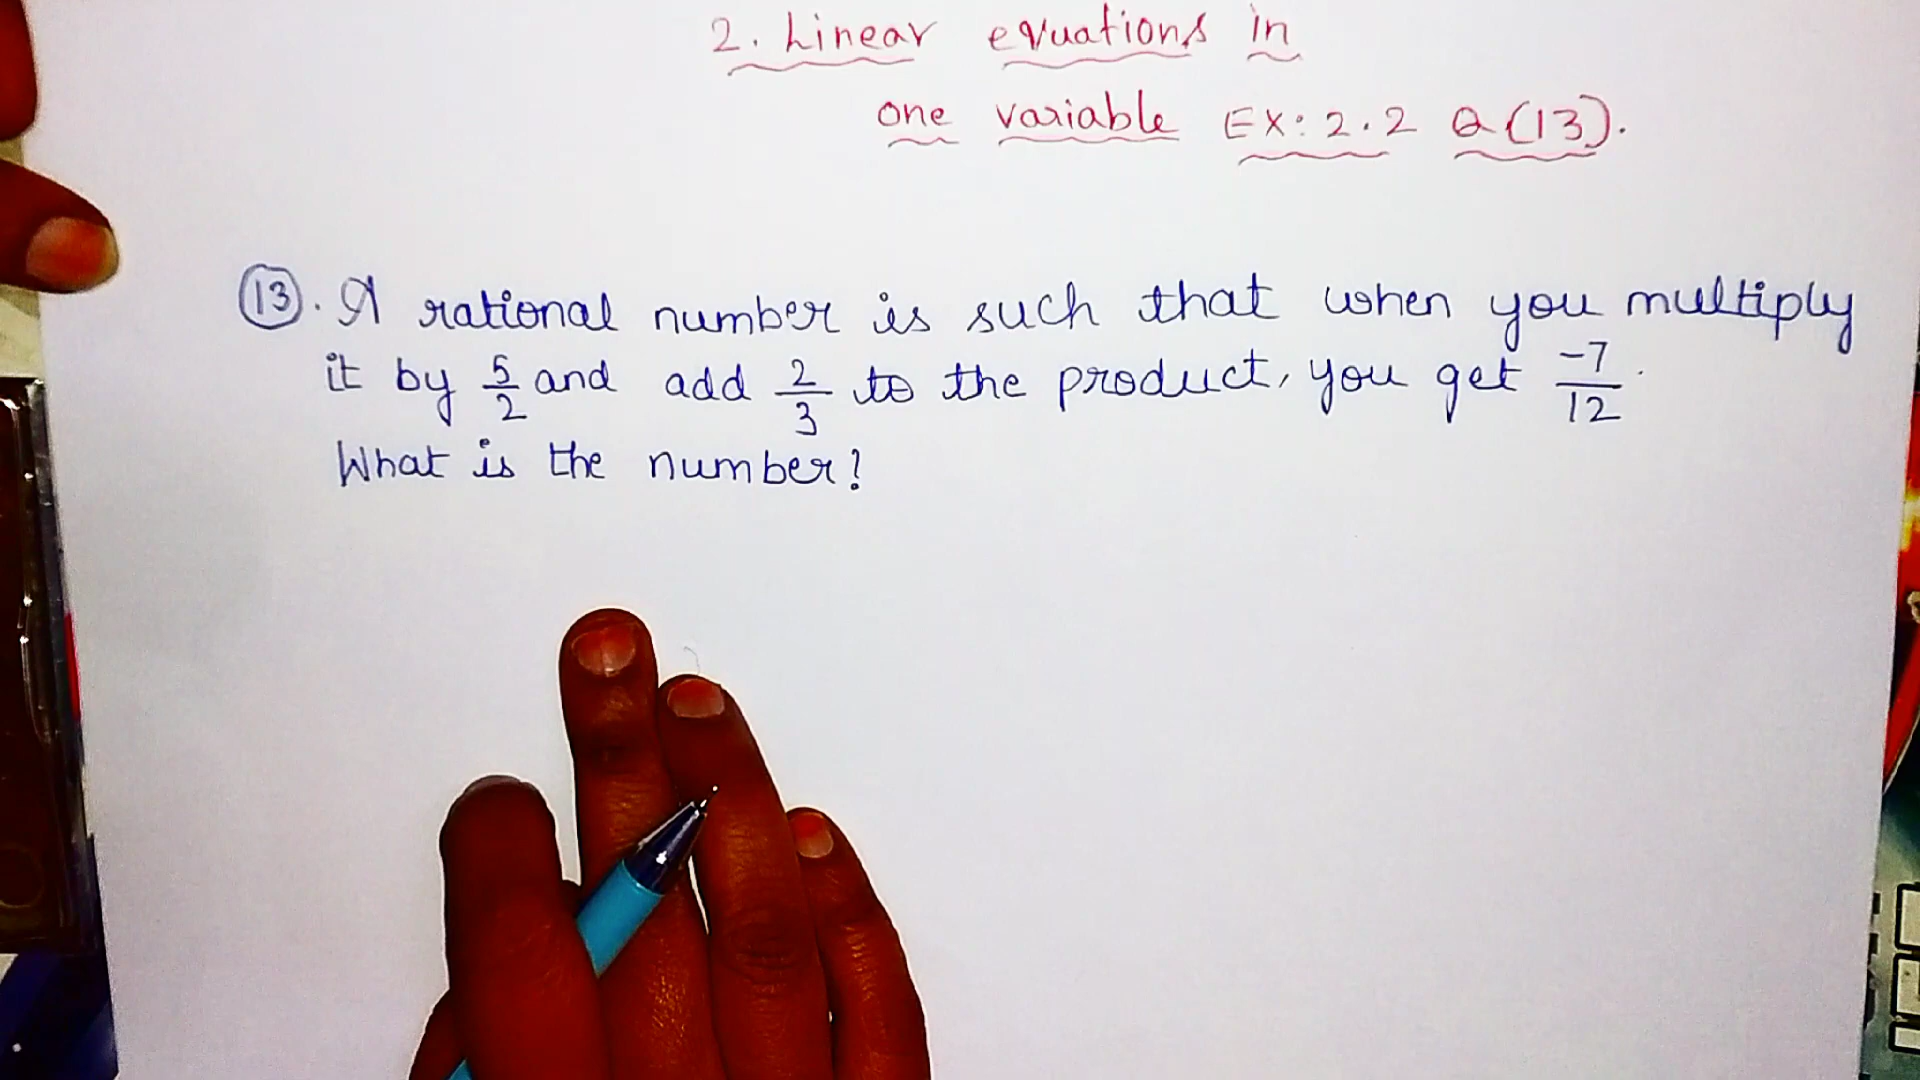 2. Linear equations in
one variable EX: 2.2 Q(13).
13. A rational number is such that when you multiply
it by 5/2 and add 2/3 to the product, you get -7/12.
What is the number?